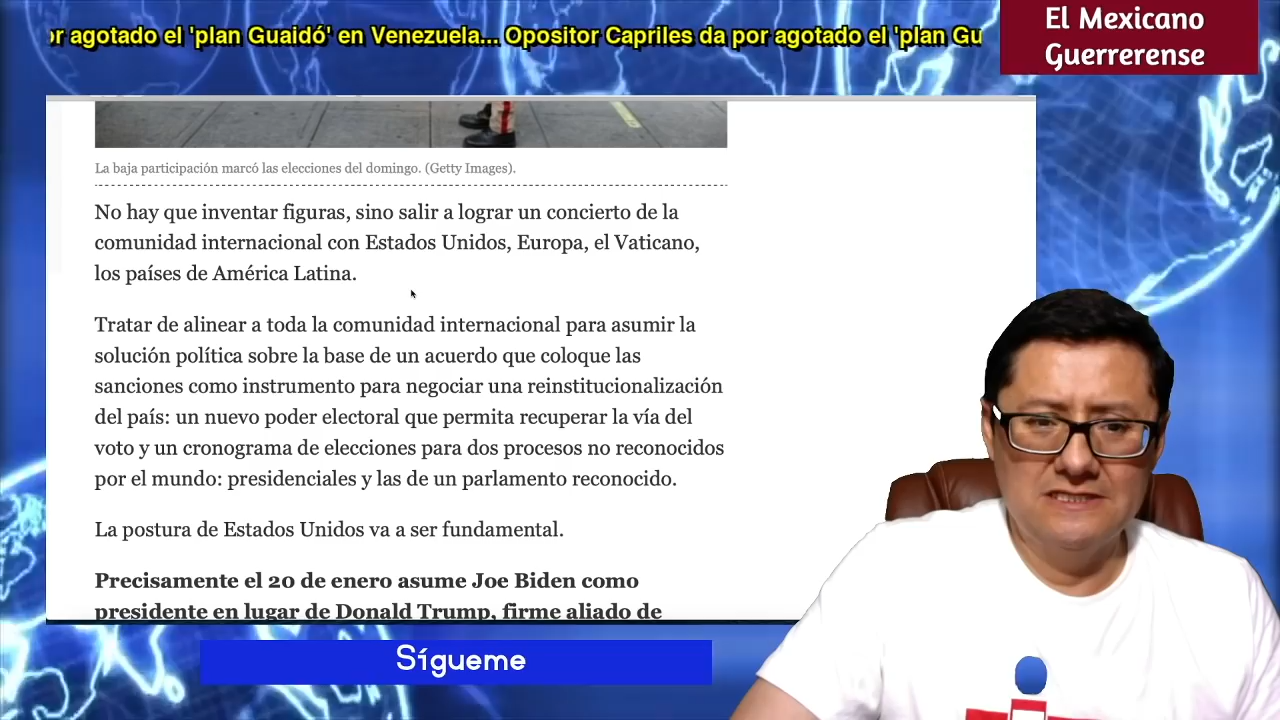 or agotado el 'plan Guaidó' en Venezuela... Opositor Capriles da por agotado el 'plan Gu
El Mexicano
Guerrerense
La baja participación marcó las elecciones del domingo. (Getty Images).
No hay que inventar figuras, sino salir a lograr un concierto de la
comunidad internacional con Estados Unidos, Europa, el Vaticano,
los países de América Latina.
Tratar de alinear a toda la comunidad internacional para asumir la
solución política sobre la base de un acuerdo que coloque las
sanciones como instrumento para negociar una reinstitucionalización
del país: un nuevo poder electoral que permita recuperar la vía del
voto y un cronograma de elecciones para dos procesos no reconocidos
por el mundo: presidenciales y las de un parlamento reconocido.
La postura de Estados Unidos va a ser fundamental.
Precisamente el 20 de enero asume Joe Biden como
presidente en lugar de Donald Trump, firme aliado de
Sígueme